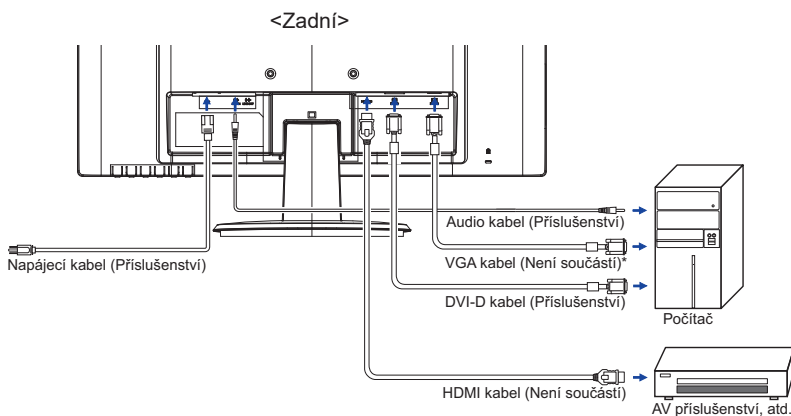 <Zadní>
Audio kabel (Příslušenství)
Napájecí kabel (Příslušenství)
VGA kabel (Není součástí)*
DVI-D kabel (Příslušenství)
Počítač
HDMI kabel (Není součástí)
AV příslušenství, atd.